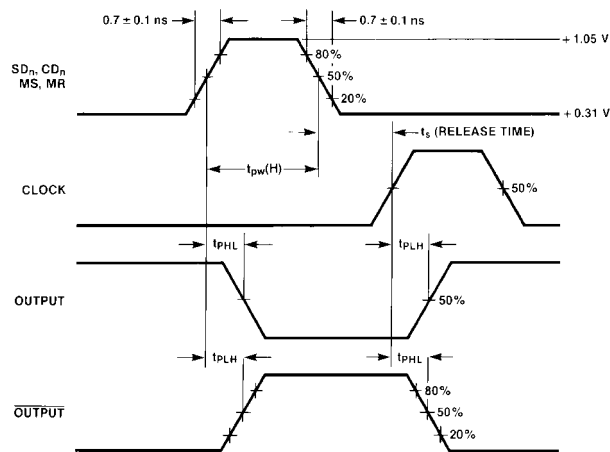 0.7 ± 0.1 ns
0.7 ± 0.1 ns
+ 1.05 V
SDn, CDn
MS, MR
80%
50%
20%
+ 0.31 V
ts (RELEASE TIME)
tpw(H)
CLOCK
50%
tPHL
tPLH
OUTPUT
50%
tPLH
tPHL
OUTPUT
80%
50%
20%